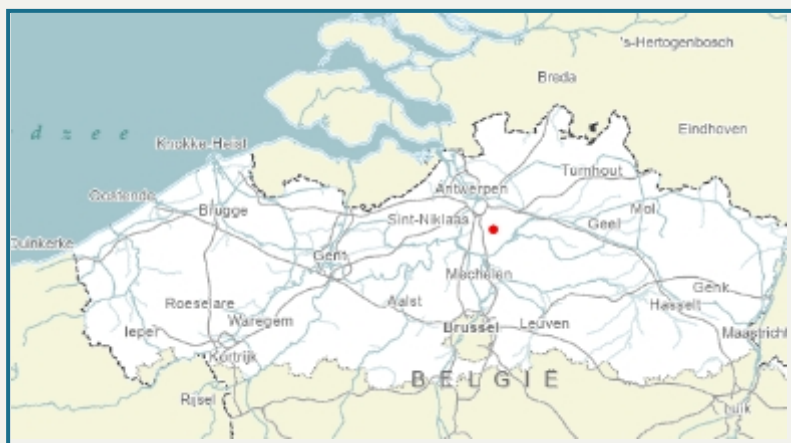 's-Hertogenbosch
Breda
Eindhoven
d z e e
Knokke-Heist
Turnhout
Antwerpen
Oostende
Brugge
Sint-Niklaas
Mol
Geel
Duinkerke
Gent
Mechelen
Genk
Roeselare
Aalst
Hasselt
Ieper
Waregem
Brussel
Leuven
Maastricht
Kortrijk
BELGIË
Rijsel
Luik